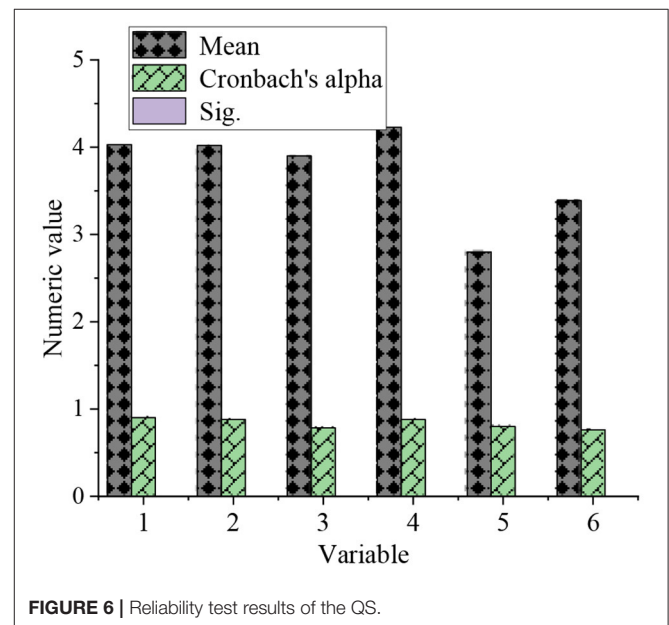 Mean
Cronbach's alpha
Sig.
5
4
3
2
1
0
Numeric value
1 2 3 4 5 6
Variable
FIGURE 6 | Reliability test results of the QS.